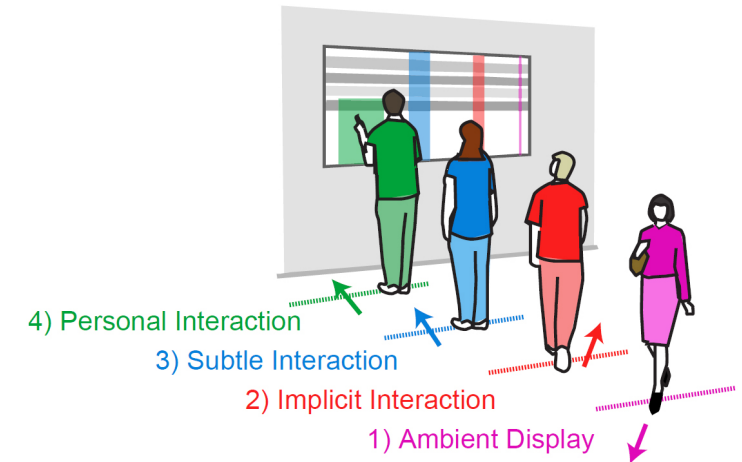 4) Personal Interaction
3) Subtle Interaction
2) Implicit Interaction
1) Ambient Display